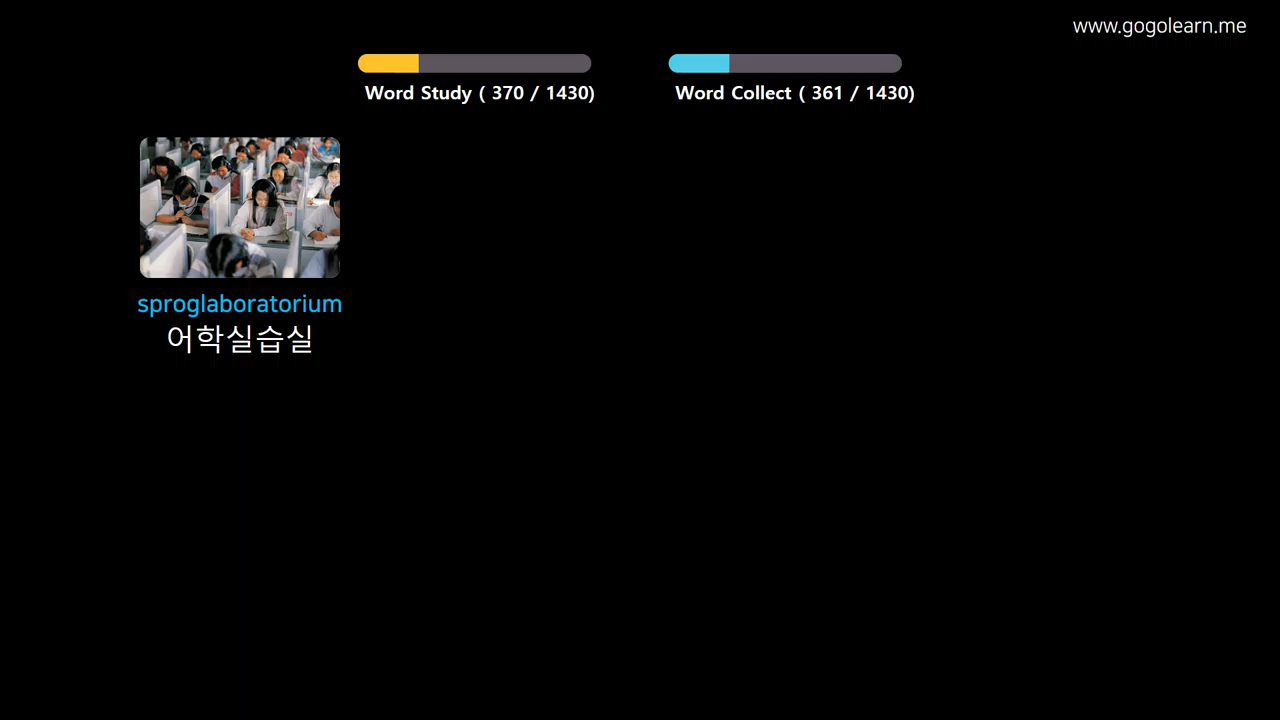 www.gogolearn.me
Word Study ( 370 / 1430)
Word Collect ( 361 / 1430)
sproglaboratorium
어학실습실